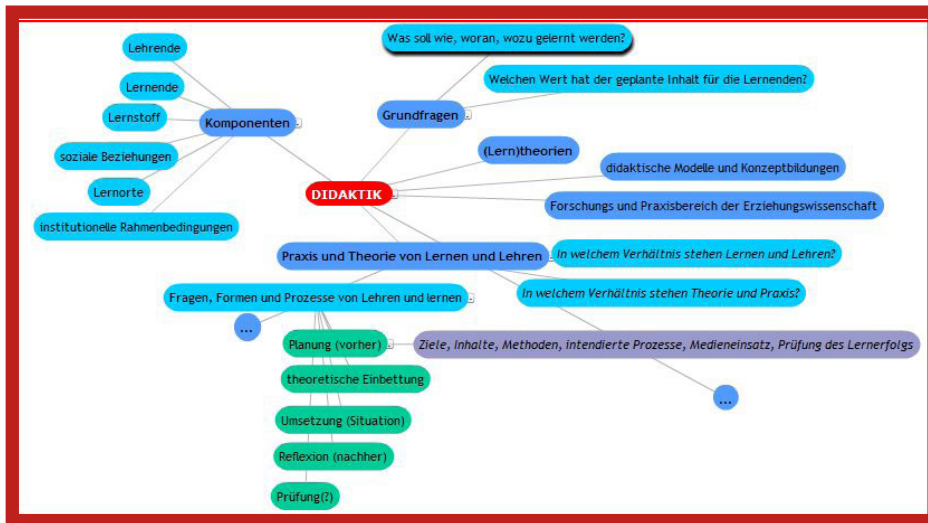 Was soll wie, woran, wozu gelernt werden?
Lehrende
Welchen Wert hat der geplante Inhalt für die Lernenden?
Lernende
Grundfragen
Lernstoff
Komponenten
(Lern)theorien
soziale Beziehungen
didaktische Modelle und Konzeptbildungen
Lernorte
DIDAKTIK
Forschungs und Praxisbereich der Erziehungswissenschaft
institutionelle Rahmenbedingungen
Praxis und Theorie von Lernen und Lehren
In welchem Verhältnis stehen Lernen und Lehren?
In welchem Verhältnis stehen Theorie und Praxis?
Fragen, Formen und Prozesse von Lehren und lernen
...
Planung (vorher)
Ziele, Inhalte, Methoden, intendierte Prozesse, Medieneinsatz, Prüfung des Lernerfolgs
theoretische Einbettung
...
Umsetzung (Situation)
Reflexion (nachher)
Prüfung(?)